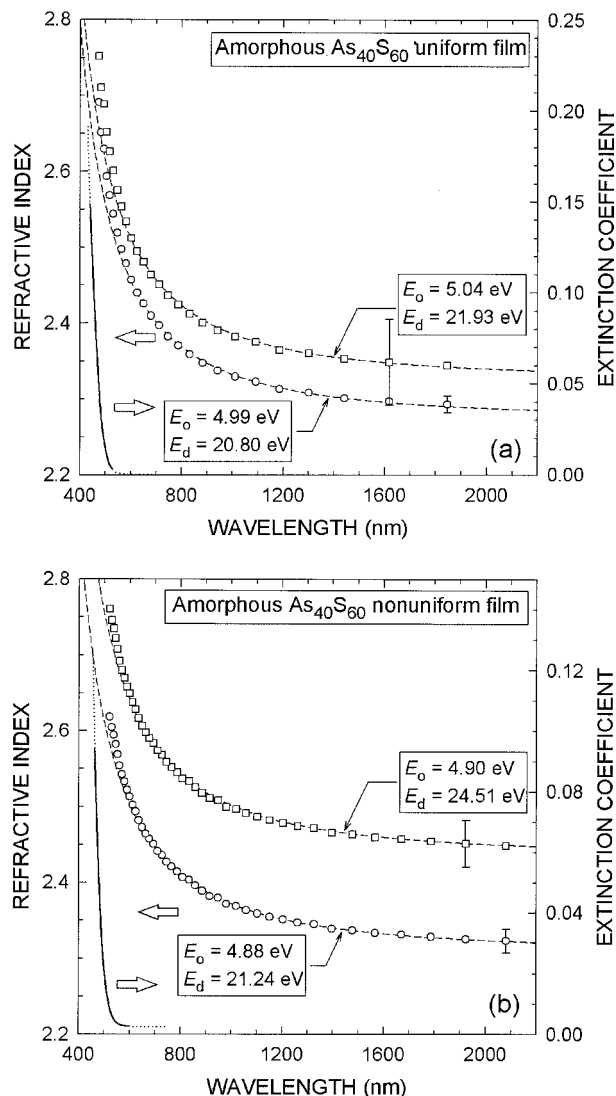 Amorphous As₄₀S₆₀ uniform film
2.8
2.6
2.4
2.2
REFRACTIVE INDEX
0.25
0.20
0.15
0.10
0.05
0.00
EXTINCTION COEFFICIENT
Eₒ = 5.04 eV
E_d = 21.93 eV
Eₒ = 4.99 eV
E_d = 20.80 eV
(a)
400 800 1200 1600 2000
WAVELENGTH (nm)
Amorphous As₄₀S₆₀ nonuniform film
2.8
2.6
2.4
2.2
REFRACTIVE INDEX
0.12
0.08
0.04
0.00
EXTINCTION COEFFICIENT
Eₒ = 4.90 eV
E_d = 24.51 eV
Eₒ = 4.88 eV
E_d = 21.24 eV
(b)
400 800 1200 1600 2000
WAVELENGTH (nm)